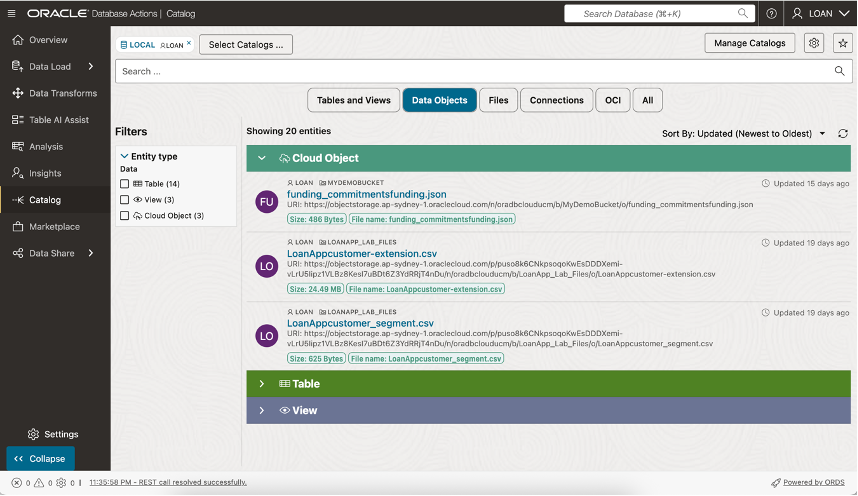 ORACLE Database Actions | Catalog
Search Database (⌘+K)
LOAN
Overview
Data Load
Data Transforms
Table AI Assist
Analysis
Insights
Catalog
Marketplace
Data Share
Settings
Collapse
LOCAL LOAN
Select Catalogs ...
Manage Catalogs
Search ...
Tables and Views
Data Objects
Files
Connections
OCI
All
Filters
Entity type
Data
Table (14)
View (3)
Cloud Object (3)
Showing 20 entities
Sort By: Updated (Newest to Oldest)
Cloud Object
FU
LOAN MYDEMOBUCKET
Updated 15 days ago
funding_commitmentsfunding.json
URI: https://objectstorage.ap-sydney-1.oraclecloud.com/n/oradbclouducm/b/MyDemoBucket/o/funding_commitmentsfunding.json
Size: 486 Bytes
File name: funding_commitmentsfunding.json
LO
LOAN LOANAPP_LAB_FILES
Updated 19 days ago
LoanAppcustomer-extension.csv
URI: https://objectstorage.ap-sydney-1.oraclecloud.com/p/puso8k6CNkpsoqoKwEsDDDXemi-
vLrU5lipz1VLBz8KesI7uBDt6Z3YdRRjT4nDu/n/oradbclouducm/b/LoanApp_Lab_Files/o/LoanAppcustomer-extension.csv
Size: 24.49 MB
File name: LoanAppcustomer-extension.csv
LO
LOAN LOANAPP_LAB_FILES
Updated 19 days ago
LoanAppcustomer_segment.csv
URI: https://objectstorage.ap-sydney-1.oraclecloud.com/p/puso8k6CNkpsoqoKwEsDDDXemi-
vLrU5lipz1VLBz8KesI7uBDt6Z3YdRRjT4nDu/n/oradbclouducm/b/LoanApp_Lab_Files/o/LoanAppcustomer_segment.csv
Size: 625 Bytes
File name: LoanAppcustomer_segment.csv
Table
View
0 0 0 | 11:35:58 PM - REST call resolved successfully.
Powered by ORDS